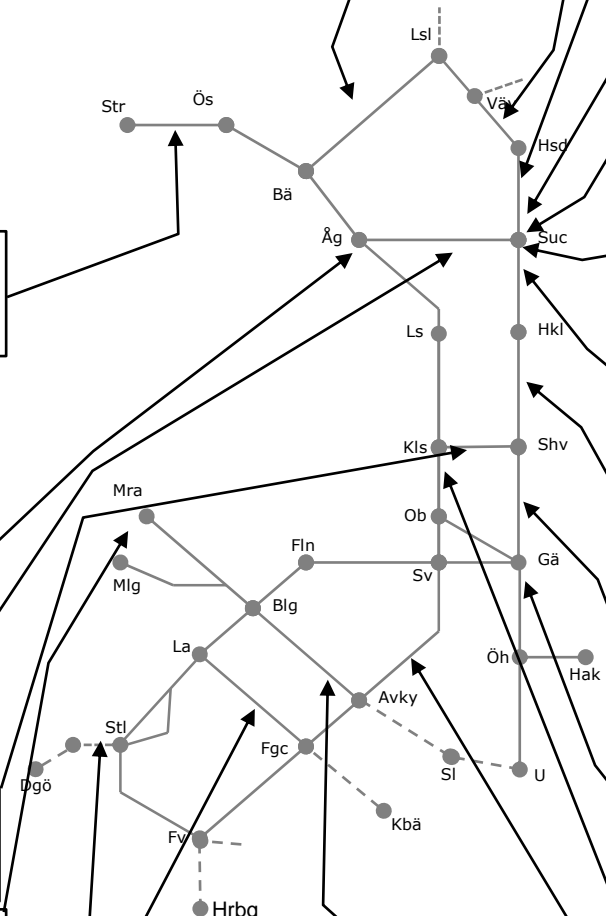 Lsl
Väv
Ös
Str
Hsd
Bä
Åg
Suc
Ls
Hkl
Kls
Shv
Mra
Ob
Fln
Gä
Sv
Mlg
Blg
La
Öh
Hak
Avky
Stl
Fgc
Sl
U
Dgö
Kbä
Fv
Hrbg